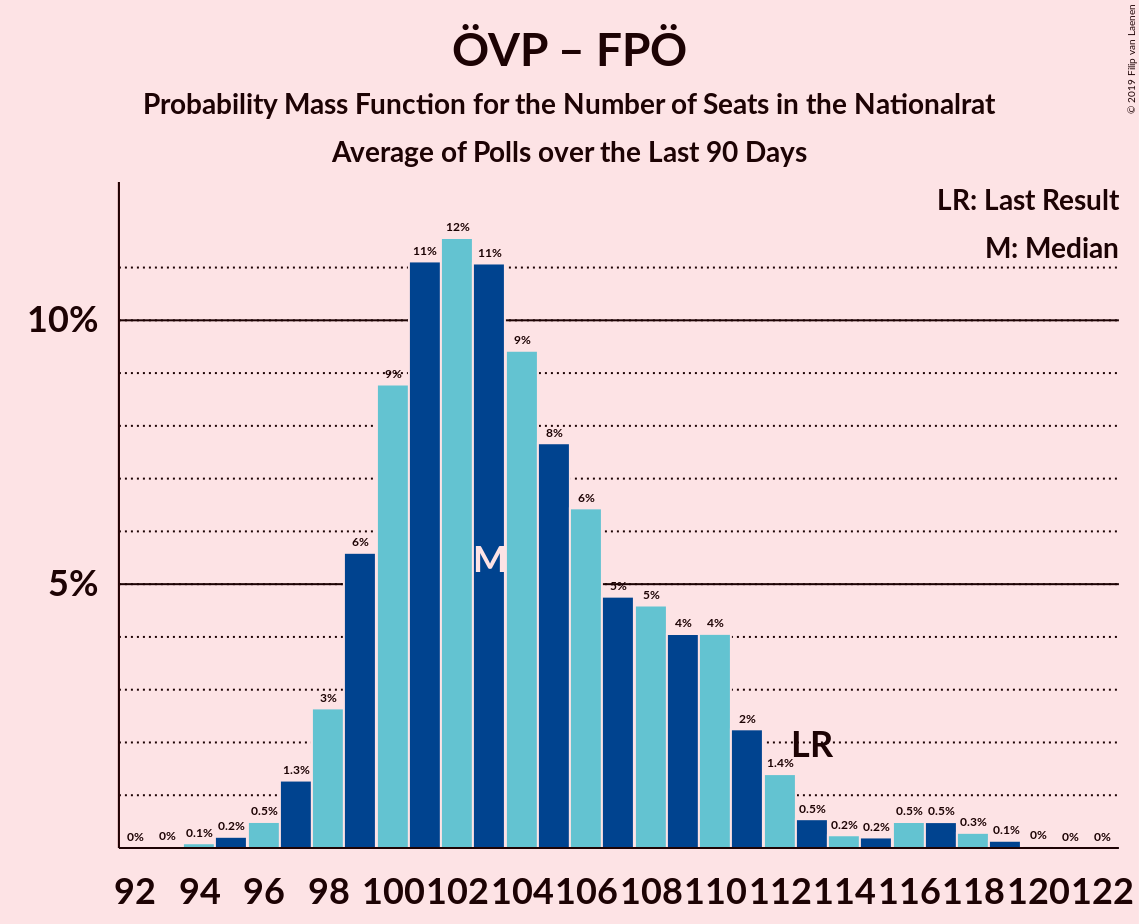 ÖVP – FPÖ
Probability Mass Function for the Number of Seats in the Nationalrat
Average of Polls over the Last 90 Days
© 2019 Filip van Laenen
LR: Last Result
M: Median
10%
5%
0% 0% 0.1% 0.2% 0.5% 1.3% 3% 6% 9% 11% 12% 11% 9% 8% 6% 5% 5% 4% 4% 2% 1.4% 0.5% 0.2% 0.2% 0.5% 0.5% 0.3% 0.1% 0% 0% 0%
M
LR
92 94 96 98 100 102 104 106 108 110 112 114 116 118 120 122